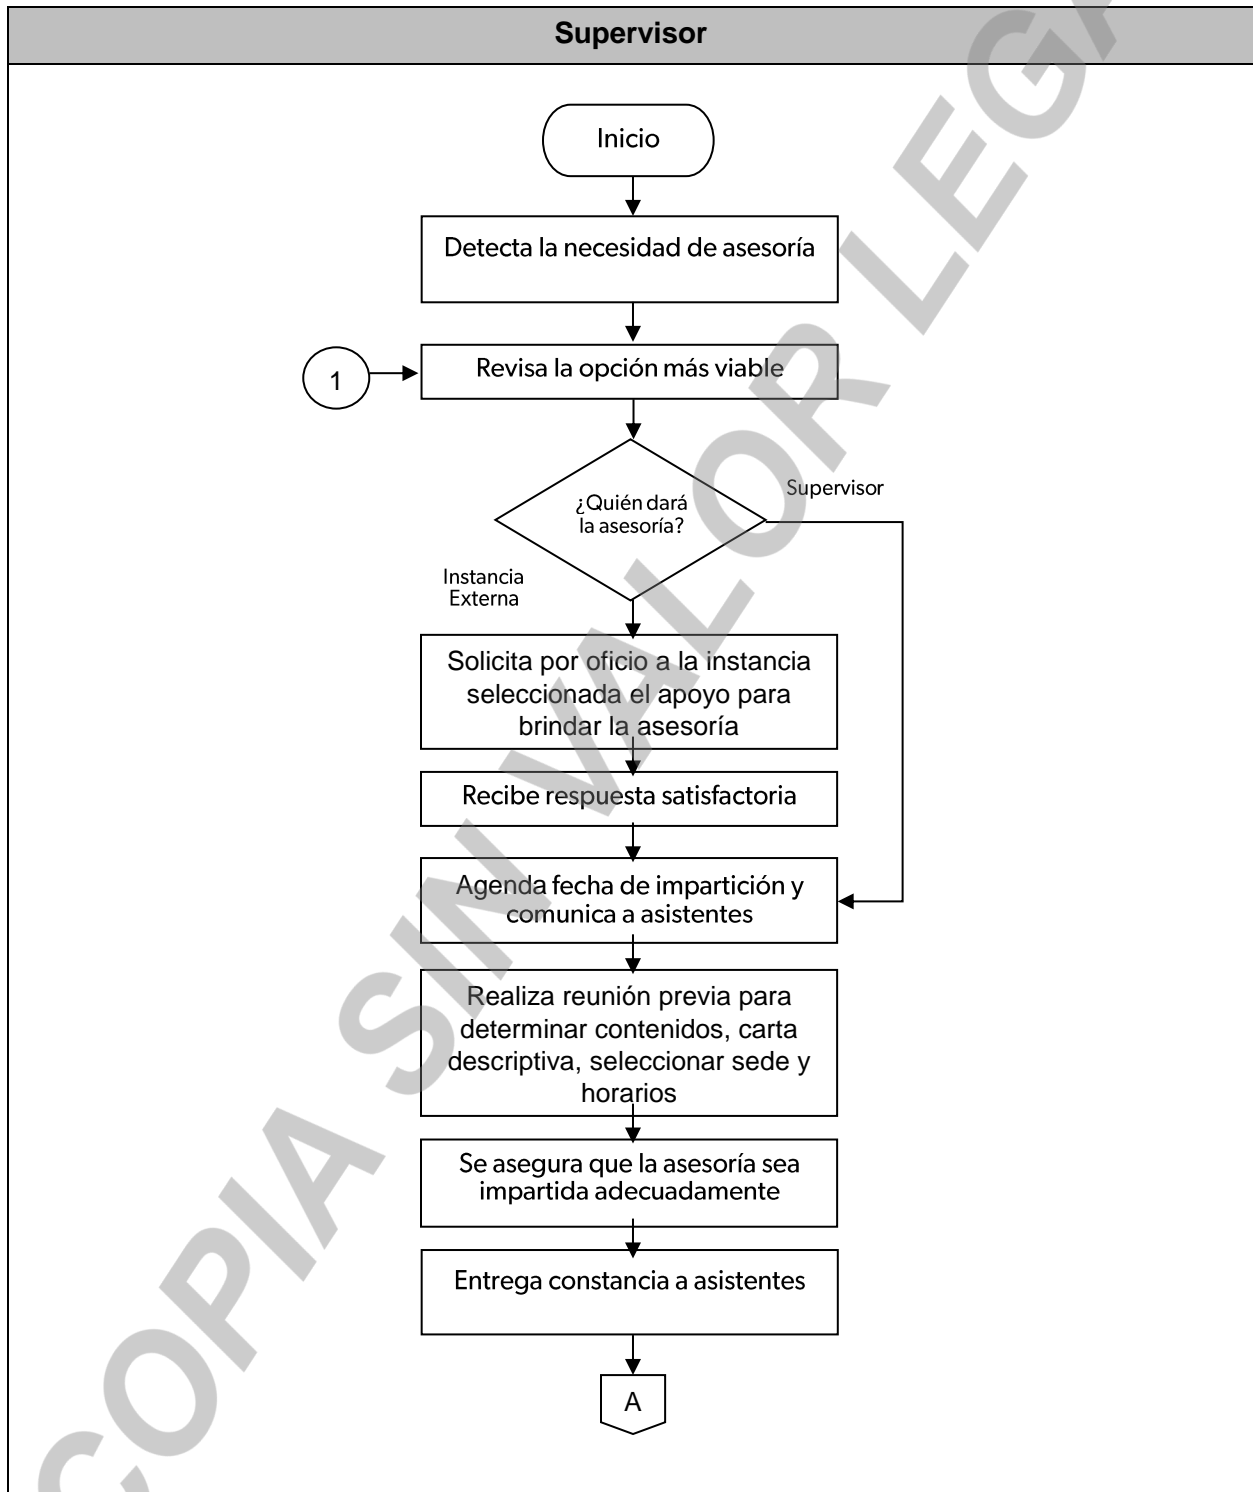 Supervisor
Inicio
Detecta la necesidad de asesoría
1
Revisa la opción más viable
¿Quién dará
la asesoría?
Supervisor
Instancia
Externa
Solicita por oficio a la instancia
seleccionada el apoyo para
brindar la asesoría
Recibe respuesta satisfactoria
Agenda fecha de impartición y
comunica a asistentes
Realiza reunión previa para
determinar contenidos, carta
descriptiva, seleccionar sede y
horarios
Se asegura que la asesoría sea
impartida adecuadamente
Entrega constancia a asistentes
A
COPIA SIN VALOR LEGA